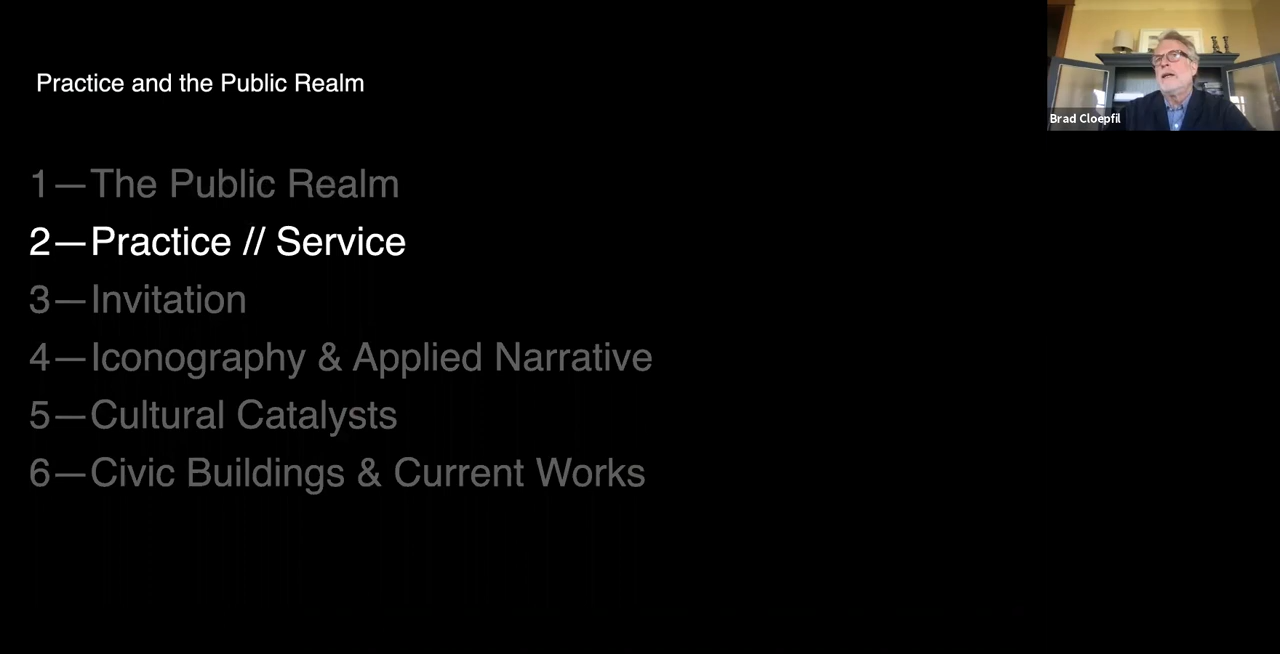 Practice and the Public Realm
Brad Cloepfil
1—The Public Realm
2—Practice // Service
3—Invitation
4—Iconography & Applied Narrative
5—Cultural Catalysts
6—Civic Buildings & Current Works